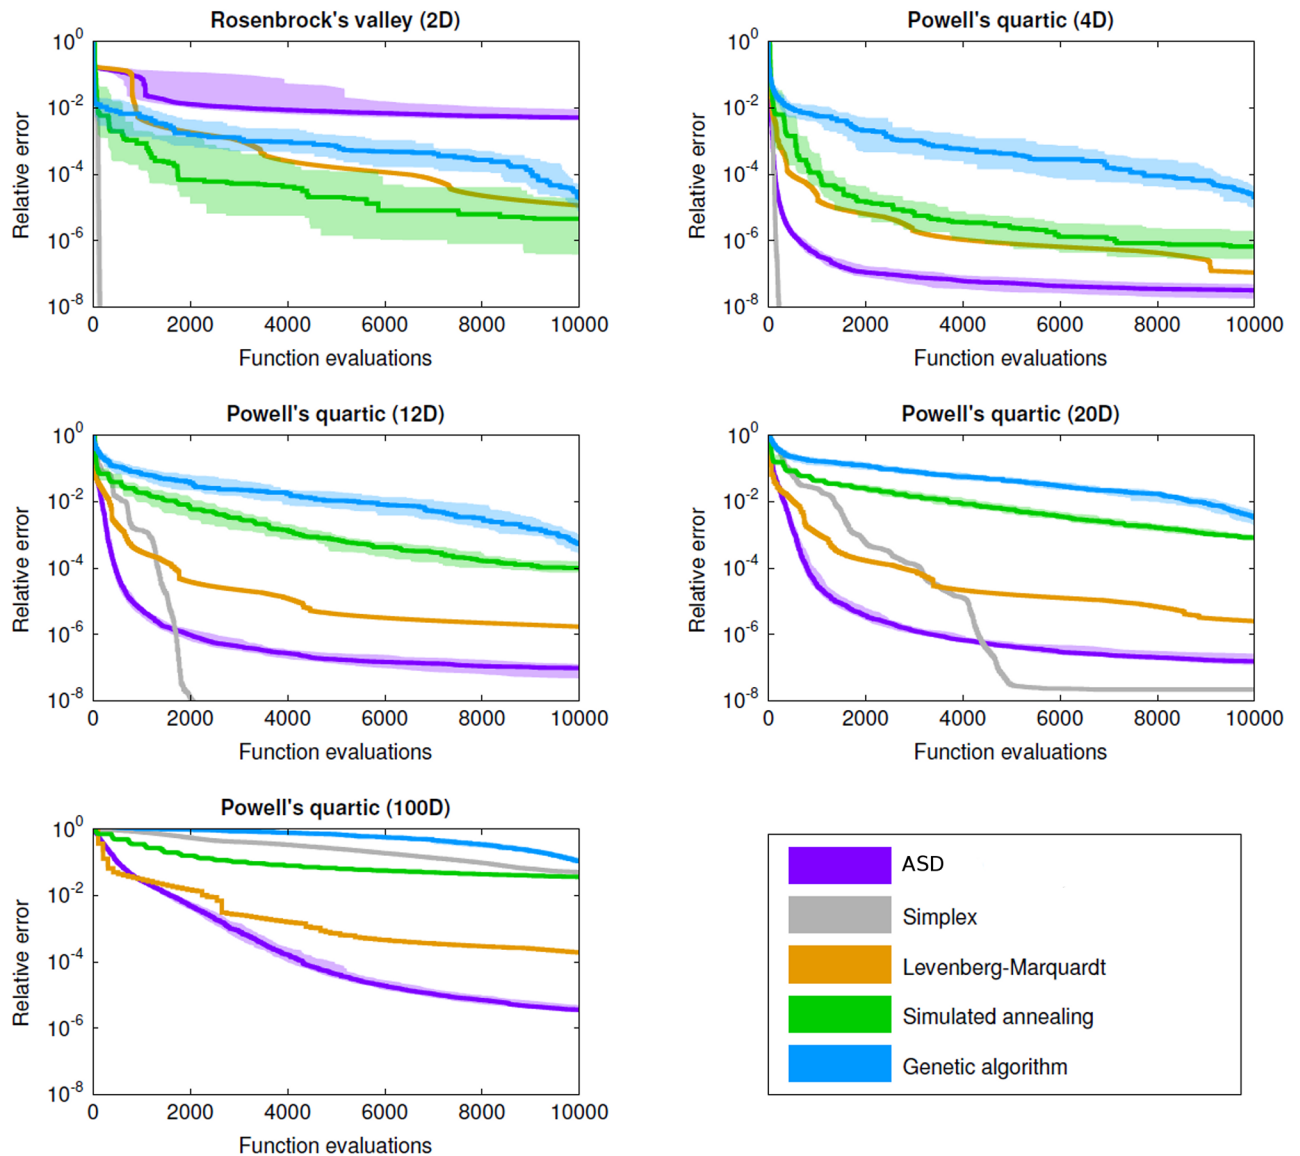 Rosenbrock's valley (2D)
10^0
10^-2
10^-4
10^-6
10^-8
Relative error
0 2000 4000 6000 8000 10000
Function evaluations
Powell's quartic (4D)
10^0
10^-2
10^-4
10^-6
10^-8
Relative error
0 2000 4000 6000 8000 10000
Function evaluations
Powell's quartic (12D)
10^0
10^-2
10^-4
10^-6
10^-8
Relative error
0 2000 4000 6000 8000 10000
Function evaluations
Powell's quartic (20D)
10^0
10^-2
10^-4
10^-6
10^-8
Relative error
0 2000 4000 6000 8000 10000
Function evaluations
Powell's quartic (100D)
10^0
10^-2
10^-4
10^-6
10^-8
Relative error
0 2000 4000 6000 8000 10000
Function evaluations
ASD
Simplex
Levenberg-Marquardt
Simulated annealing
Genetic algorithm